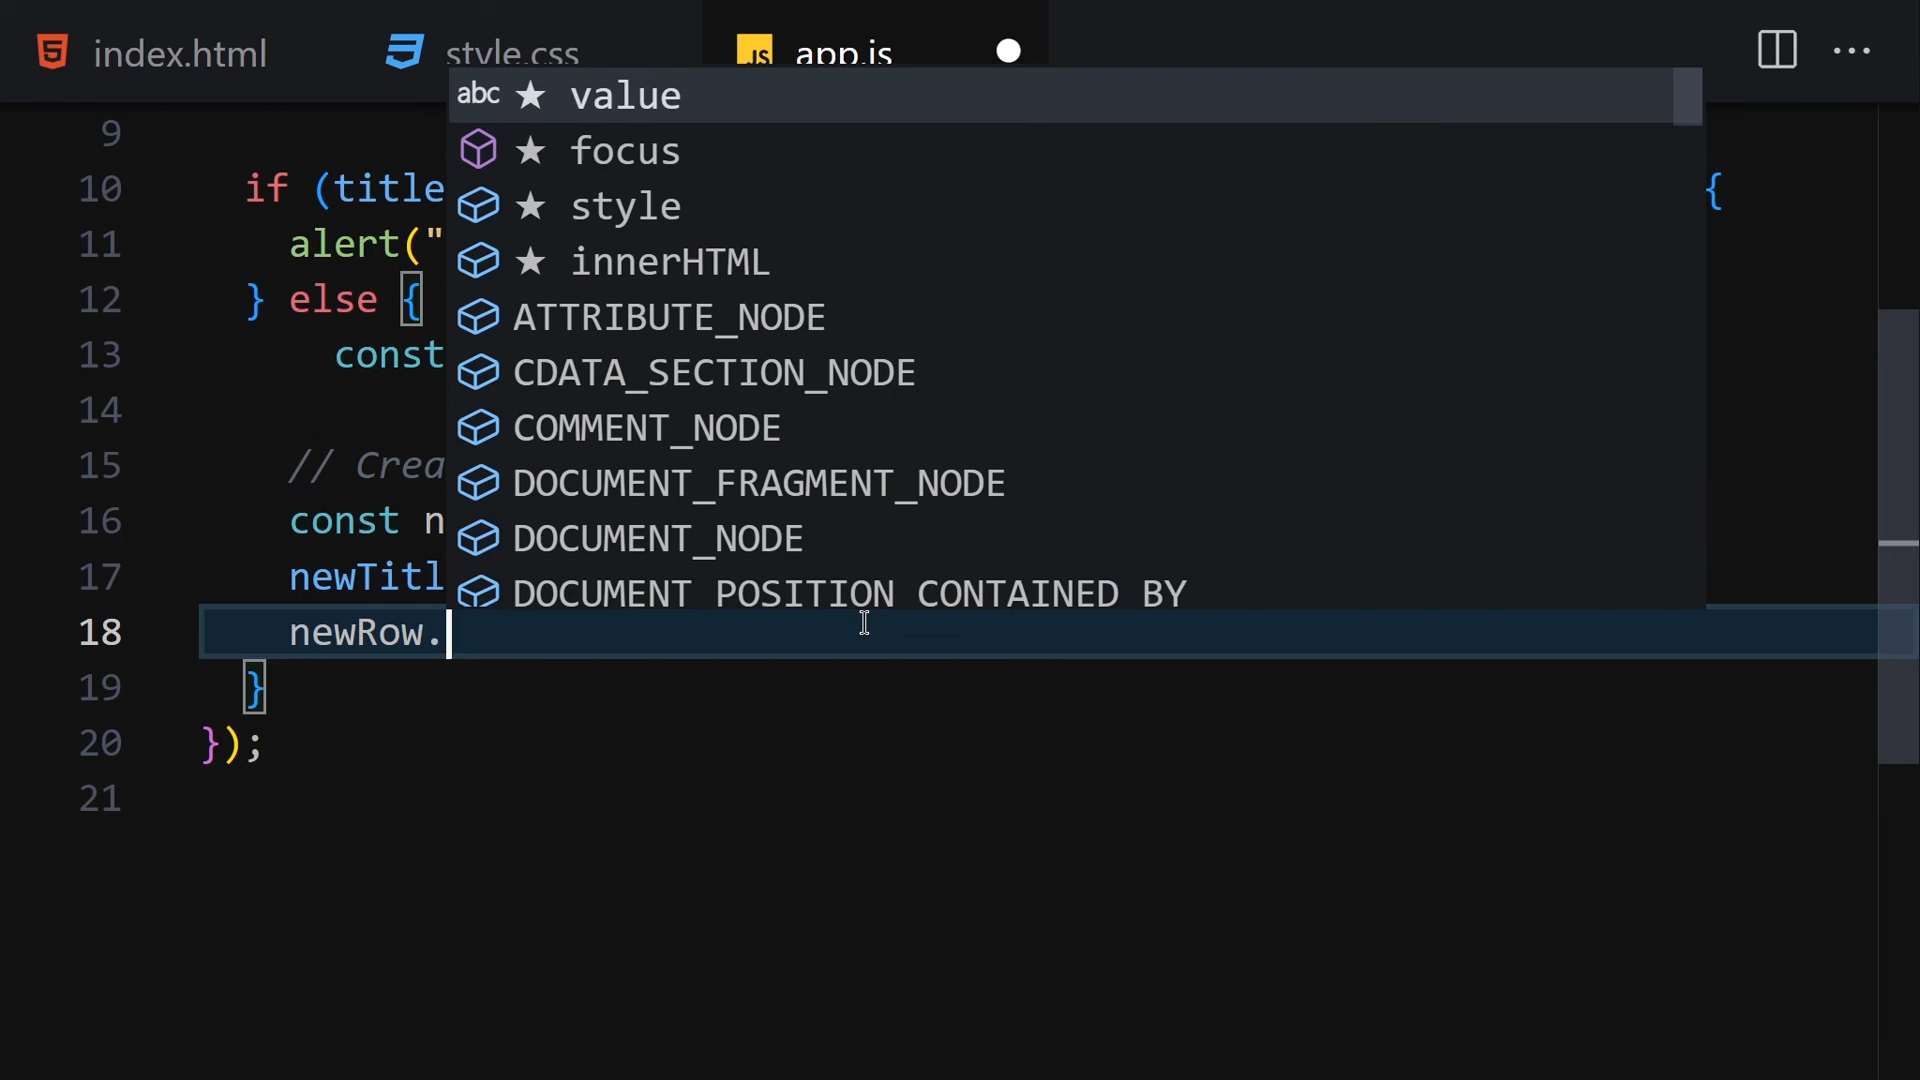 index.html style.css app.js
abc ★ value
9
★ focus
10 if (title {
★ style
11 alert("
★ innerHTML
12 } else {
ATTRIBUTE_NODE
13 const
CDATA_SECTION_NODE
14
COMMENT_NODE
15 // Crea
DOCUMENT_FRAGMENT_NODE
16 const n
DOCUMENT_NODE
17 newTitl
DOCUMENT_POSITION_CONTAINED_BY
18 newRow.
19 }
20 });
21